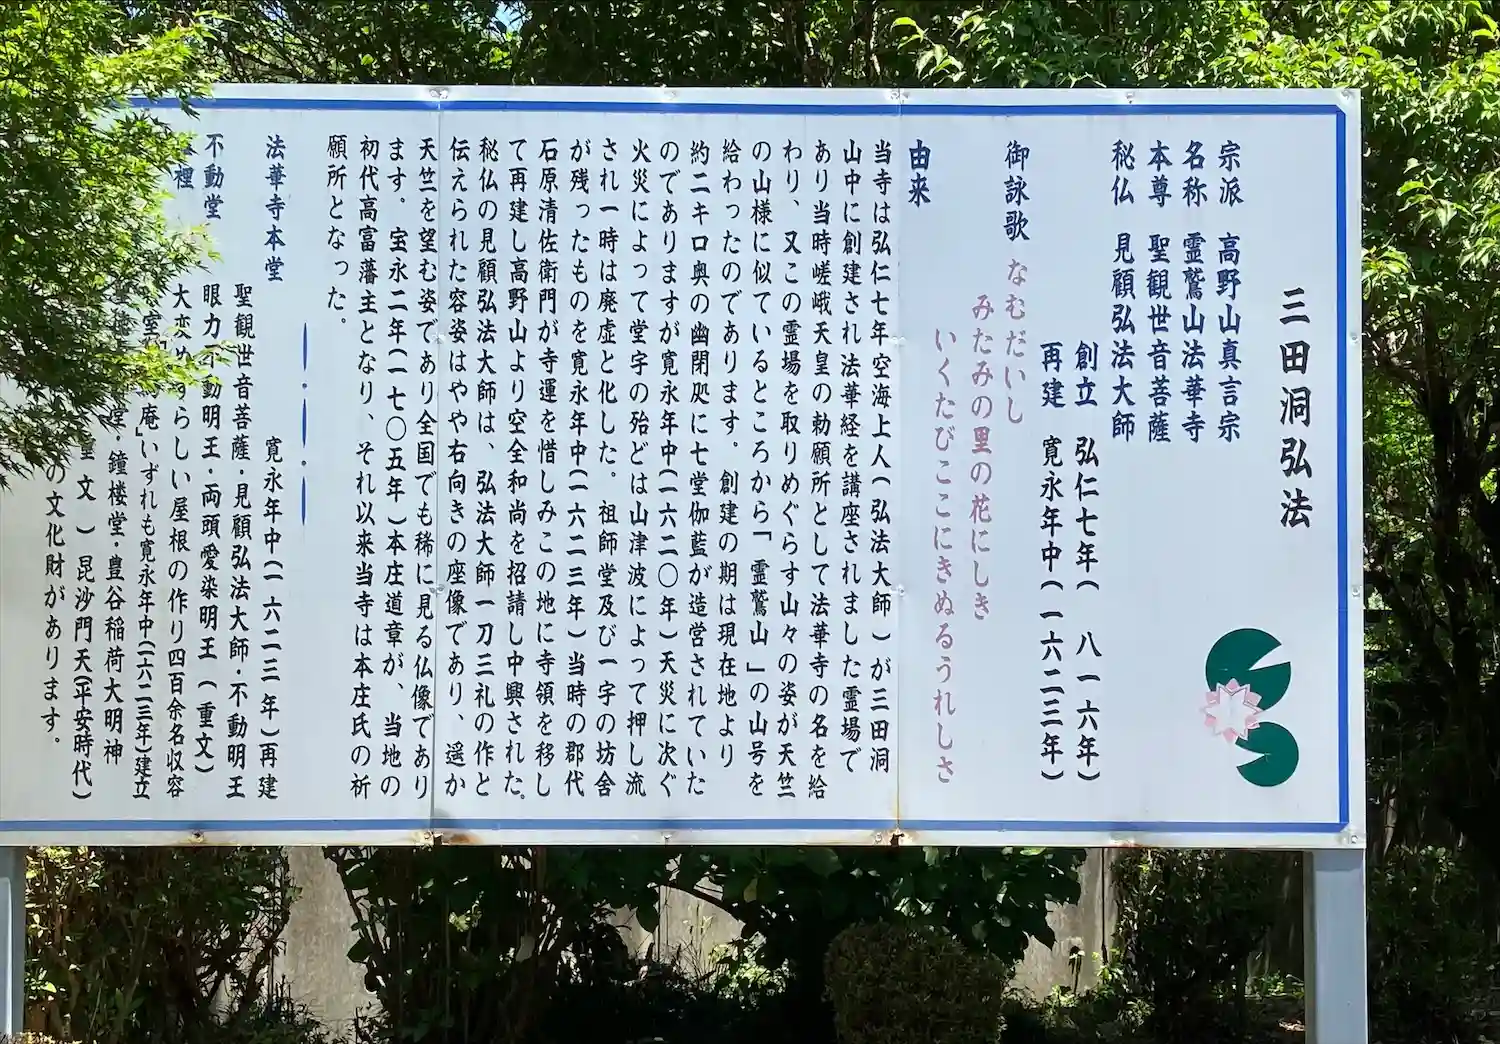 三田洞弘法
宗派 高野山真言宗
名称 霊鷲山法華寺
本尊 聖観世音菩薩
秘仏 見願弘法大師
創立 弘仁七年(八一六年)
再建 寛永年中(一六二三年)
御詠歌 なむだいし
みたみの里の花にしき
いくたびここにきぬるうれしさ
由来
当寺は弘仁七年空海上人(弘法大師)が三田洞
山中に創建され法華経を講座されました霊場で
あり当時嵯峨天皇の勅願所として法華寺の名を給
わり、又この霊場を取りめぐらす山々の姿が天竺
の山様に似ているところから「霊鷲山」の山号を
給わったのであります。創建の期は現在地より
約二キロ奥の幽閉処に七堂伽藍が造営されていた
のでありますが寛永年中(一六二〇年)天災に次ぐ
火災によって堂字の殆どは山津波によって押し流
され一時は廃虚と化した。祖師堂及び一字の坊舎
が残ったものを寛永年中(一六二三年)当時の郡代
石原清佐衛門が寺運を惜しみこの地に寺領を移し
て再建し高野山より空全和尚を招請し中興された。
秘仏の見願弘法大師は、弘法大師一刀三礼の作と
伝えられた容姿はやや右向きの座像であり、遥か
天竺を望む姿であり全国でも稀に見る仏像であり
ます。宝永二年(一七〇五年)本庄道章が、当地の
初代高富藩主となり、それ以来当寺は本庄氏の祈
願所となった。
法華寺本堂 寛永年中(一六二三年)再建
聖観世音菩薩・見願弘法大師・不動明王
不動堂 眼力不動明王・両頭愛染明王(重文)
裡 大変めずらしい屋根の作り四百余名収容
庵」いずれも寛永年中(一六二三年)建立
堂・鐘楼堂・豊谷稲荷大明神
重文)毘沙門天(平安時代)
の文化財があります。